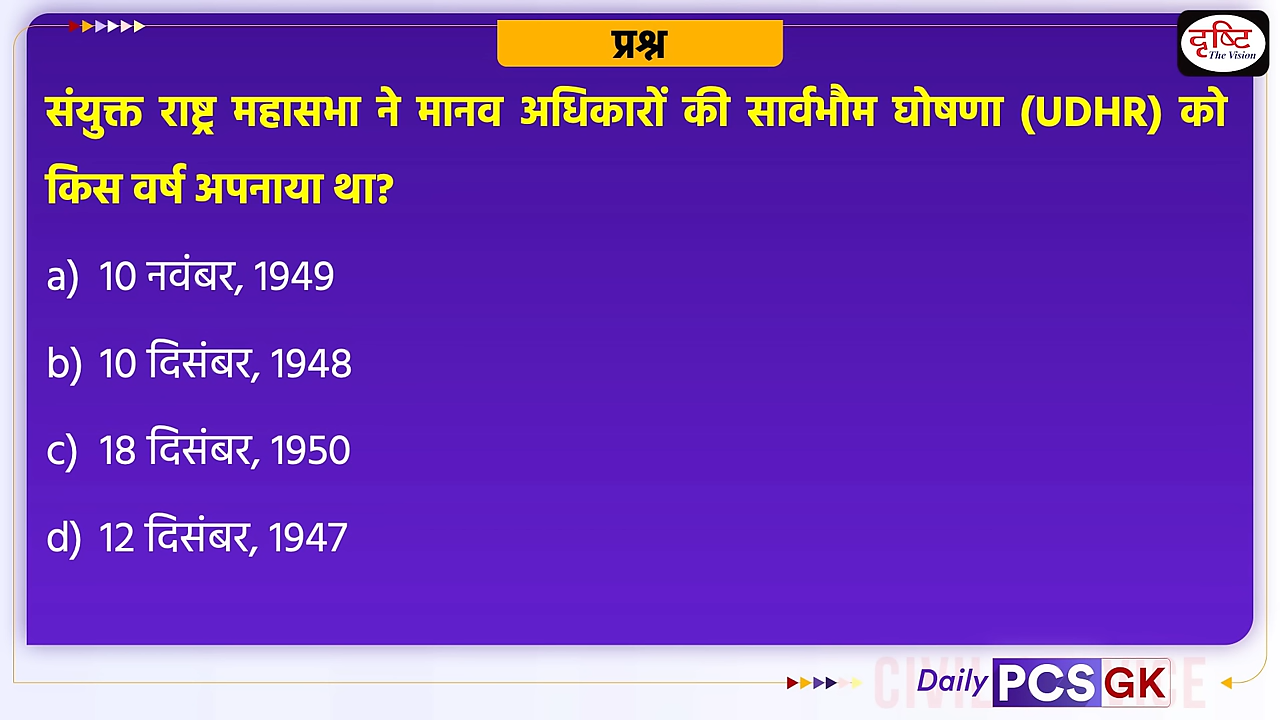 प्रश्न
दृष्टि
The Vision
संयुक्त राष्ट्र महासभा ने मानव अधिकारों की सार्वभौम घोषणा (UDHR) को
किस वर्ष अपनाया था?
a) 10 नवंबर, 1949
b) 10 दिसंबर, 1948
c) 18 दिसंबर, 1950
d) 12 दिसंबर, 1947
Daily PCS GK